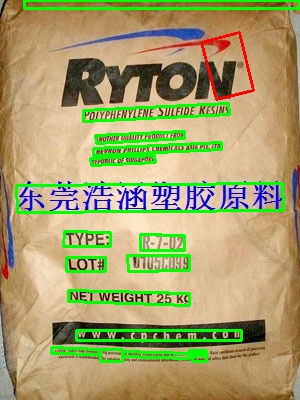 RYTON®
POLYPHENYLENE SULFIDE RESINS
ANOTHER QUALITY PRODUCT FROM
CHEVRON PHILLIPS CHEMICALS ASIA PTE. LTD.
REPUBLIC OF SINGAPORE
东莞浩涵塑胶原料
TYPE: R-7-02
LOT#
NET WEIGHT 25 KG
www.cpchem.com